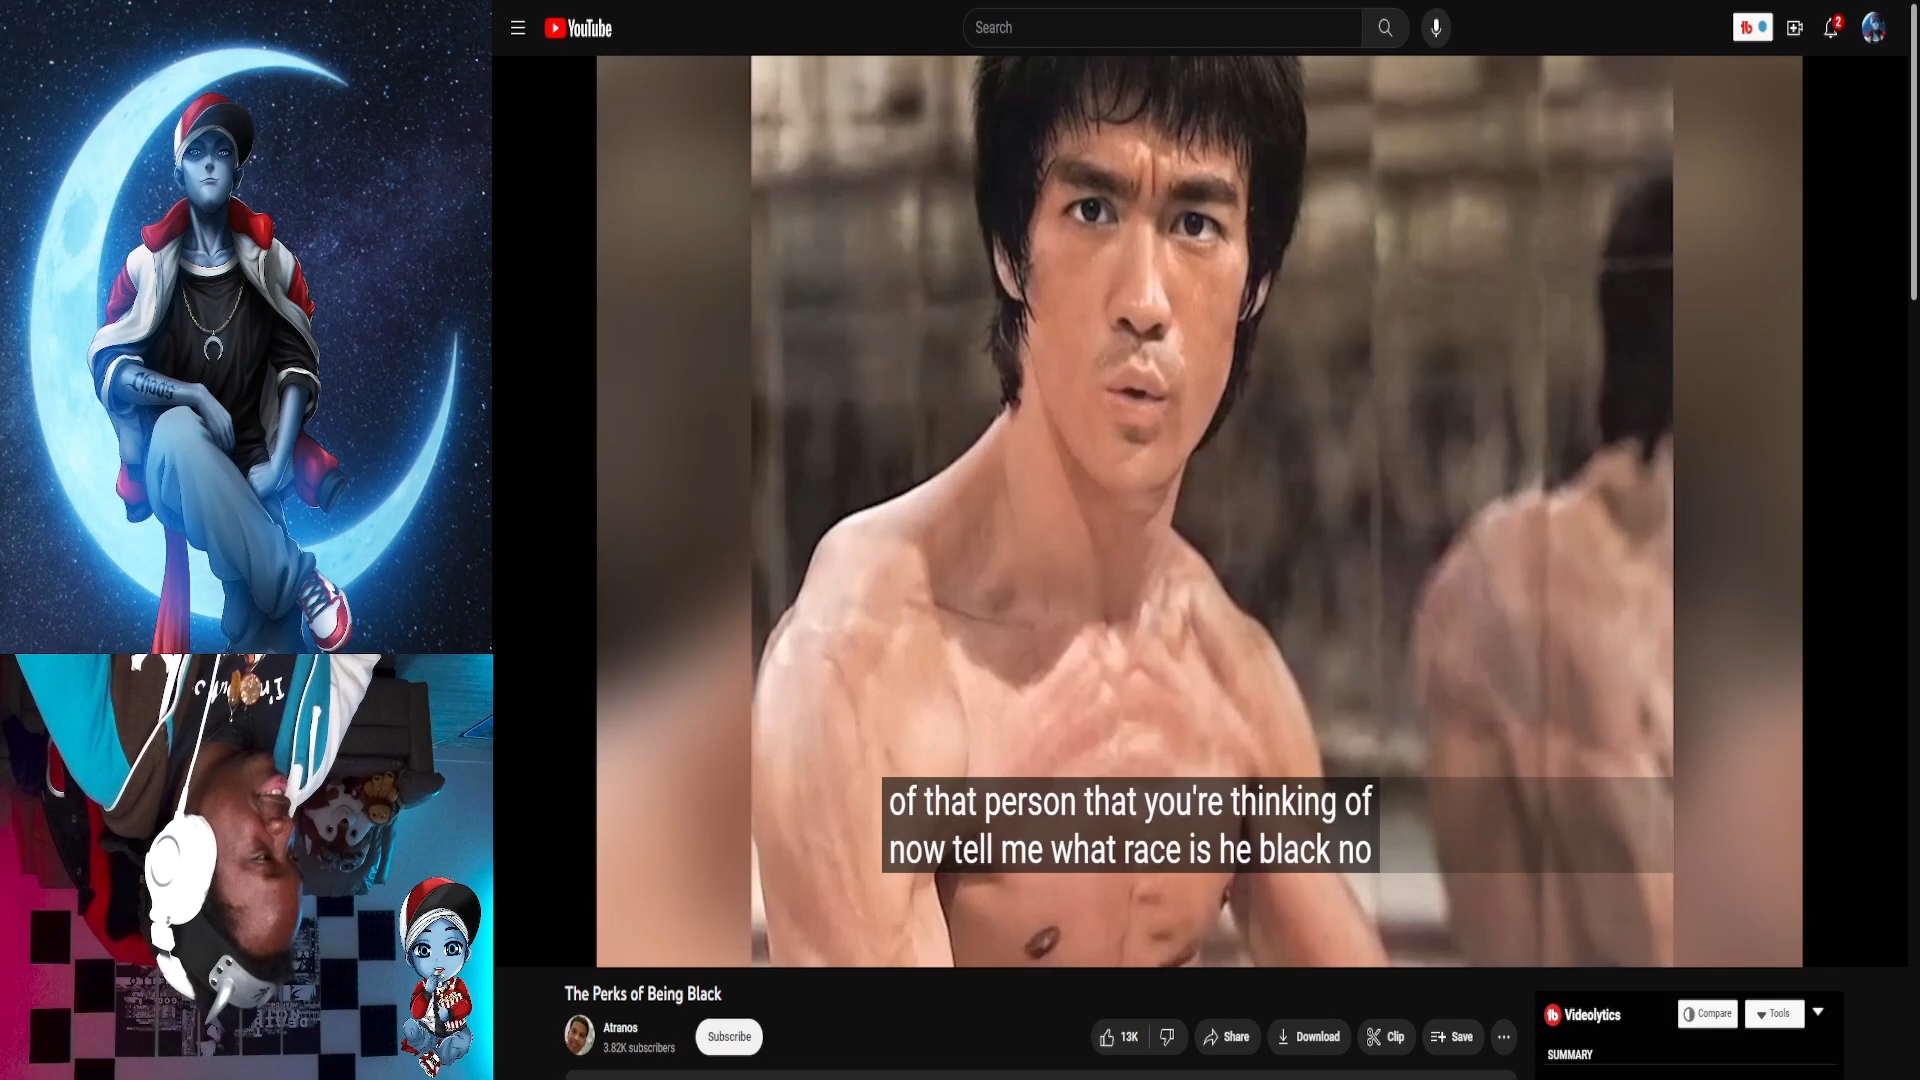 YouTube
Search
2
Chaos
of that person that you're thinking of
now tell me what race is he black no
The Perks of Being Black
Atranos
3.82K subscribers
Subscribe
13K
Share
Download
Clip
Save
Videolytics
Compare
Tools
SUMMARY